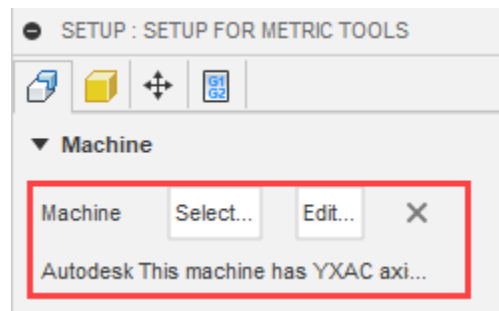 SETUP : SETUP FOR METRIC TOOLS
G1
G2
Machine
Machine Select... Edit...
Autodesk This machine has YXAC axi...